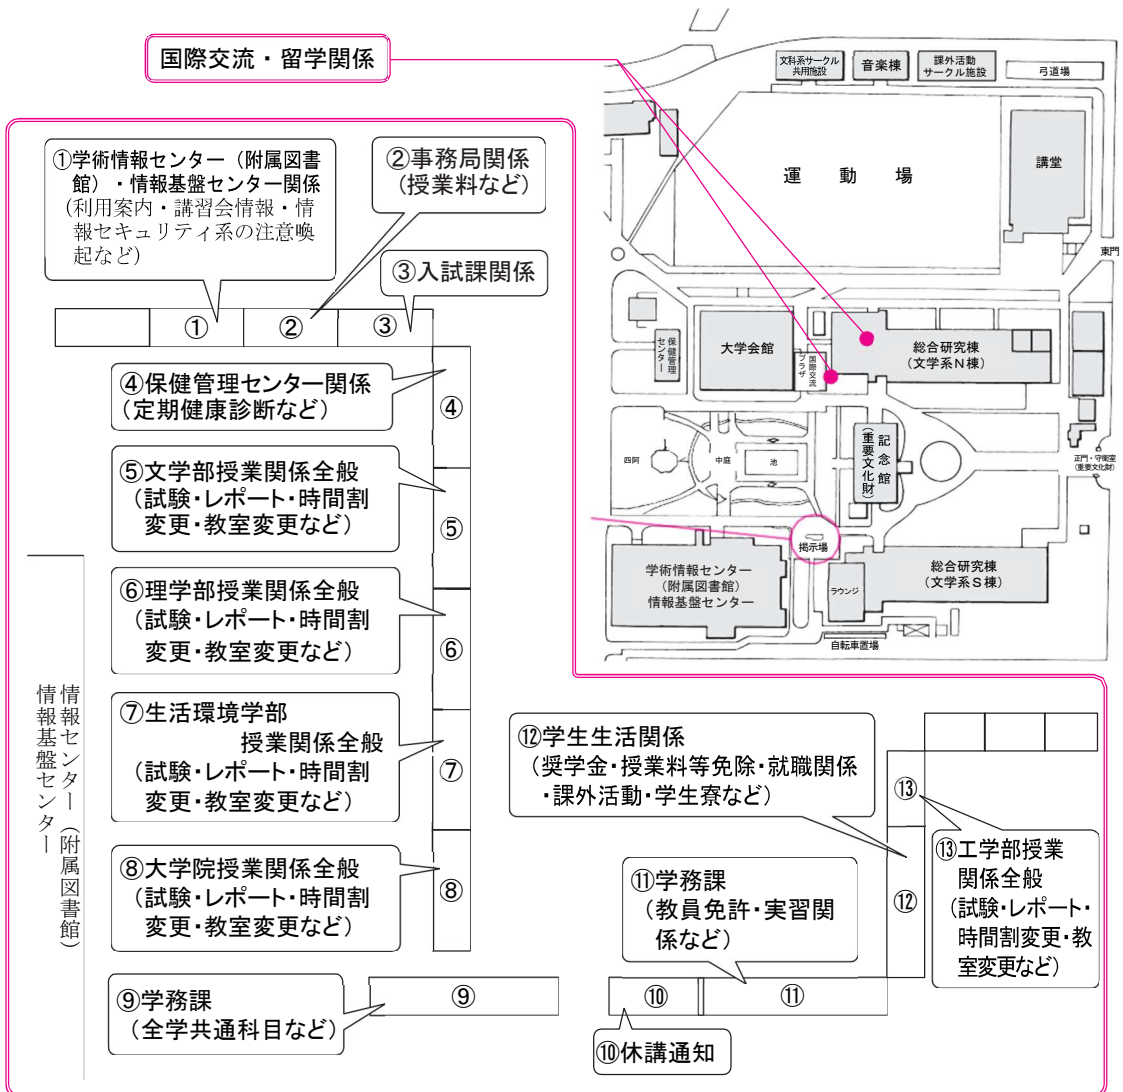 国際交流・留学関係
①学術情報センター（附属図書
館）・情報基盤センター関係
（利用案内・講習会情報・情
報セキュリティ系の注意喚
起など）
②事務局関係
（授業料など）
③入試課関係
①
②
③
④保健管理センター関係
（定期健康診断など）
④
⑤文学部授業関係全般
（試験・レポート・時間割
変更・教室変更など）
⑤
⑥理学部授業関係全般
（試験・レポート・時間割
変更・教室変更など）
⑥
⑦生活環境学部
授業関係全般
（試験・レポート・時間割
変更・教室変更など）
⑦
⑧大学院授業関係全般
（試験・レポート・時間割
変更・教室変更など）
⑧
情報センター（附属図書館）
情報基盤センター
⑨学務課
（全学共通科目など）
⑨
⑩
⑩休講通知
⑪学務課
（教員免許・実習関
係など）
⑪
⑫学生生活関係
（奨学金・授業料等免除・就職関係
・課外活動・学生寮など）
⑫
⑬
⑬工学部授業
関係全般
（試験・レポート・
時間割変更・教
室変更など）
文科系サークル
共用施設
音楽棟
課外活動
サークル施設
弓道場
運動場
講堂
東門
保健管理
センター
大学会館
国際交流
プラザ
総合研究棟
（文学系N棟）
四阿
中庭
池
記念館
（重要文化財）
正門・守衛室
（重要文化財）
掲示場
学術情報センター
（附属図書館）
情報基盤センター
ラウンジ
総合研究棟
（文学系S棟）
自転車置場